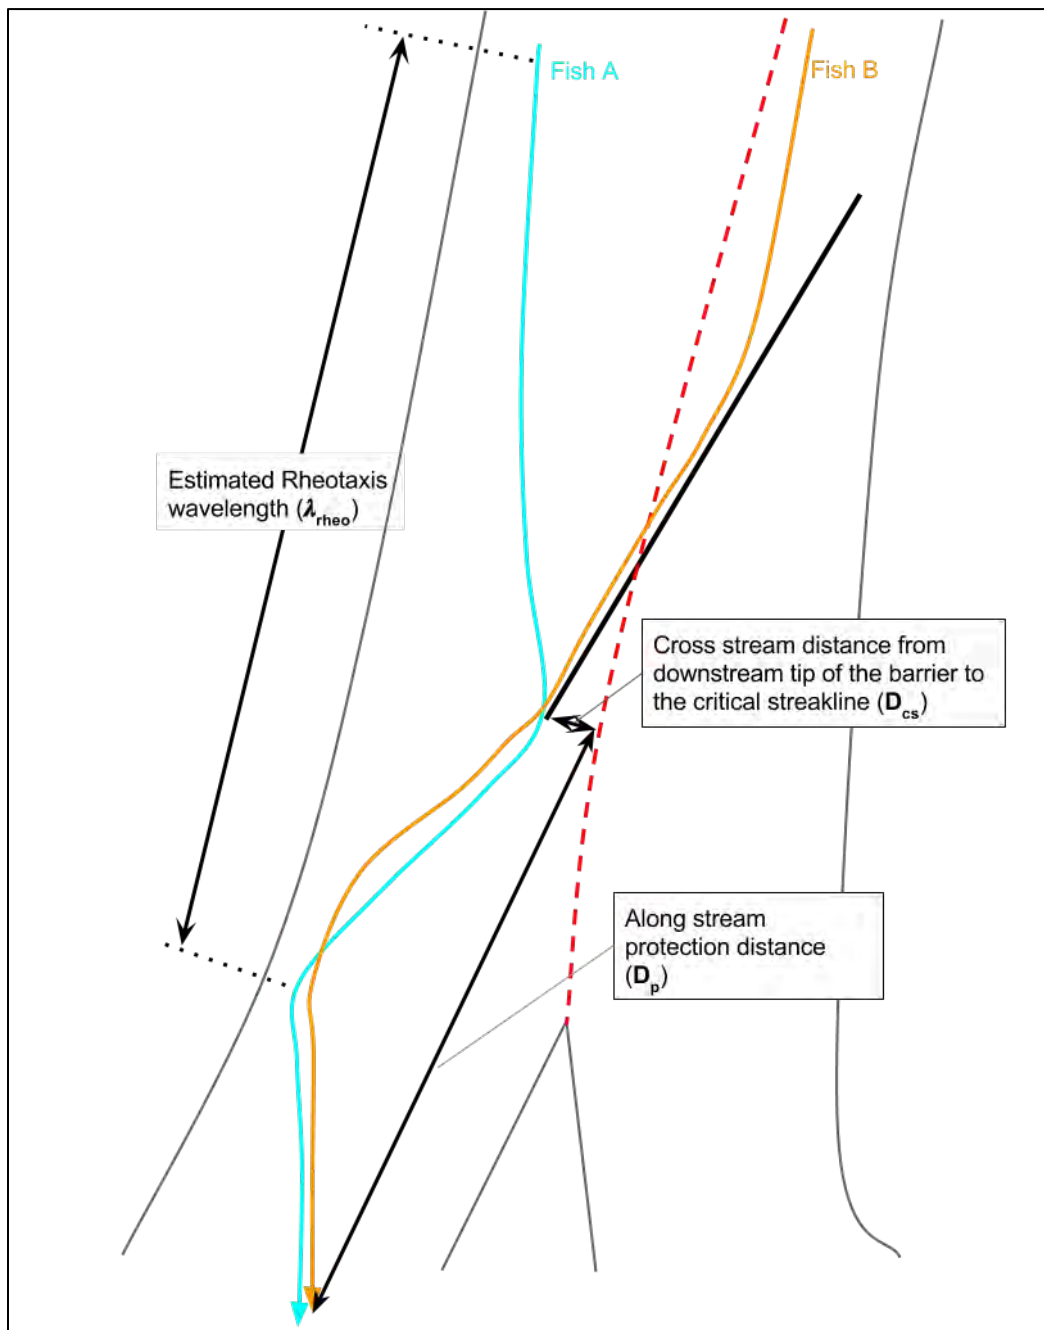 Fish A
Fish B
Estimated Rheotaxis
wavelength (λrheo)
Cross stream distance from
downstream tip of the barrier to
the critical streakline (Dcs)
Along stream
protection distance
(Dp)